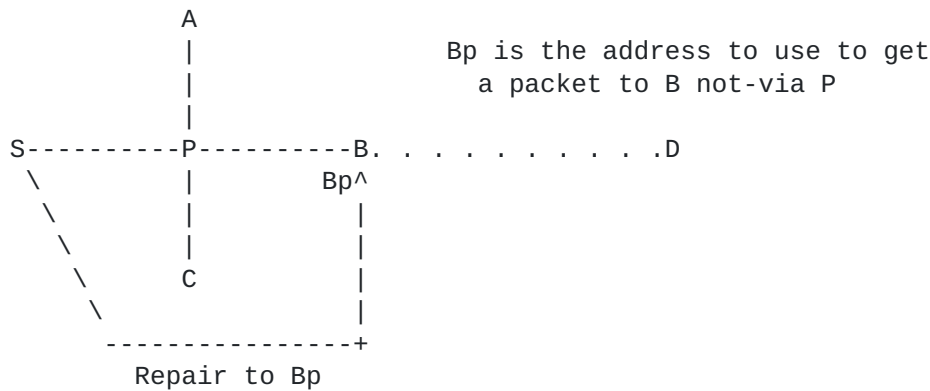 A
Bp is the address to use to get
a packet to B not-via P
S----------P----------B. . . . . . . . . .D
Bp^
C
----------------+
Repair to Bp